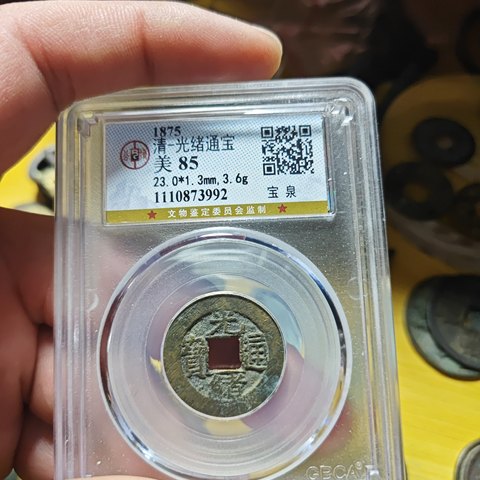 1875
清-光绪通宝
美 85
23.0*1.3mm,3.6g
1110873992
宝 泉
★ 文物鉴定委员会监制 ★
光
寶 通
緒
GBCA®